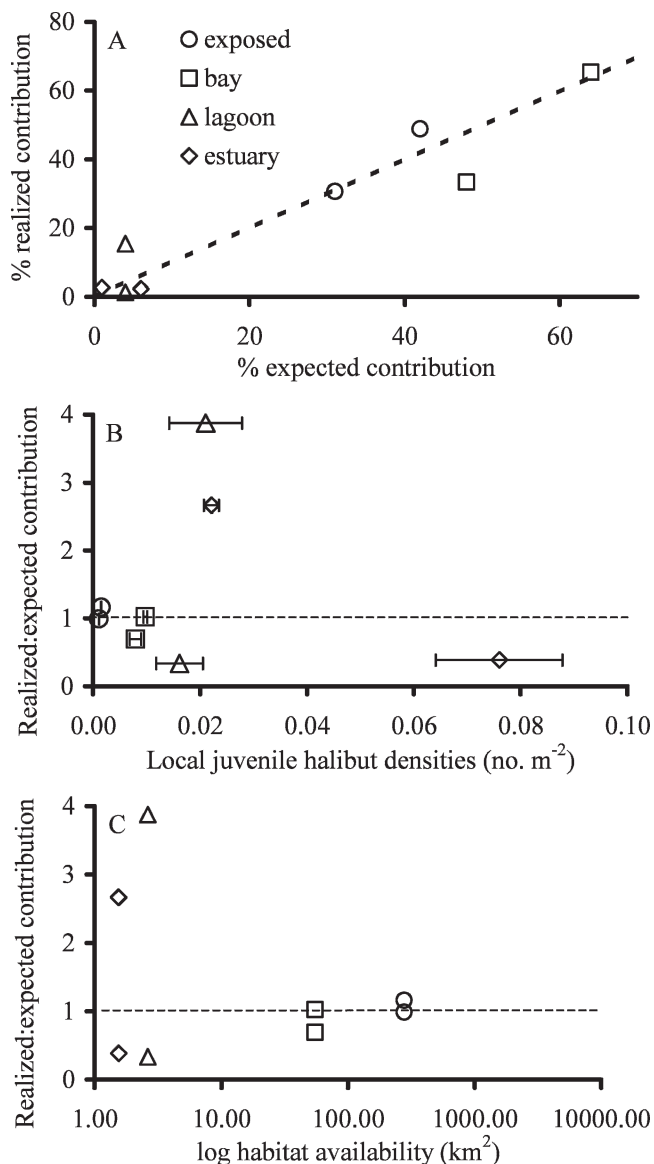 80
A
exposed
60
bay
lagoon
40
estuary
20
0
% realized contribution
0 20 40 60
% expected contribution
4
B
3
2
1
0
Realized:expected contribution
0.00 0.02 0.04 0.06 0.08 0.10
Local juvenile halibut densities (no. m-2)
4
C
3
2
1
0
Realized:expected contribution
1.00 10.00 100.00 1000.00 10000.00
log habitat availability (km2)